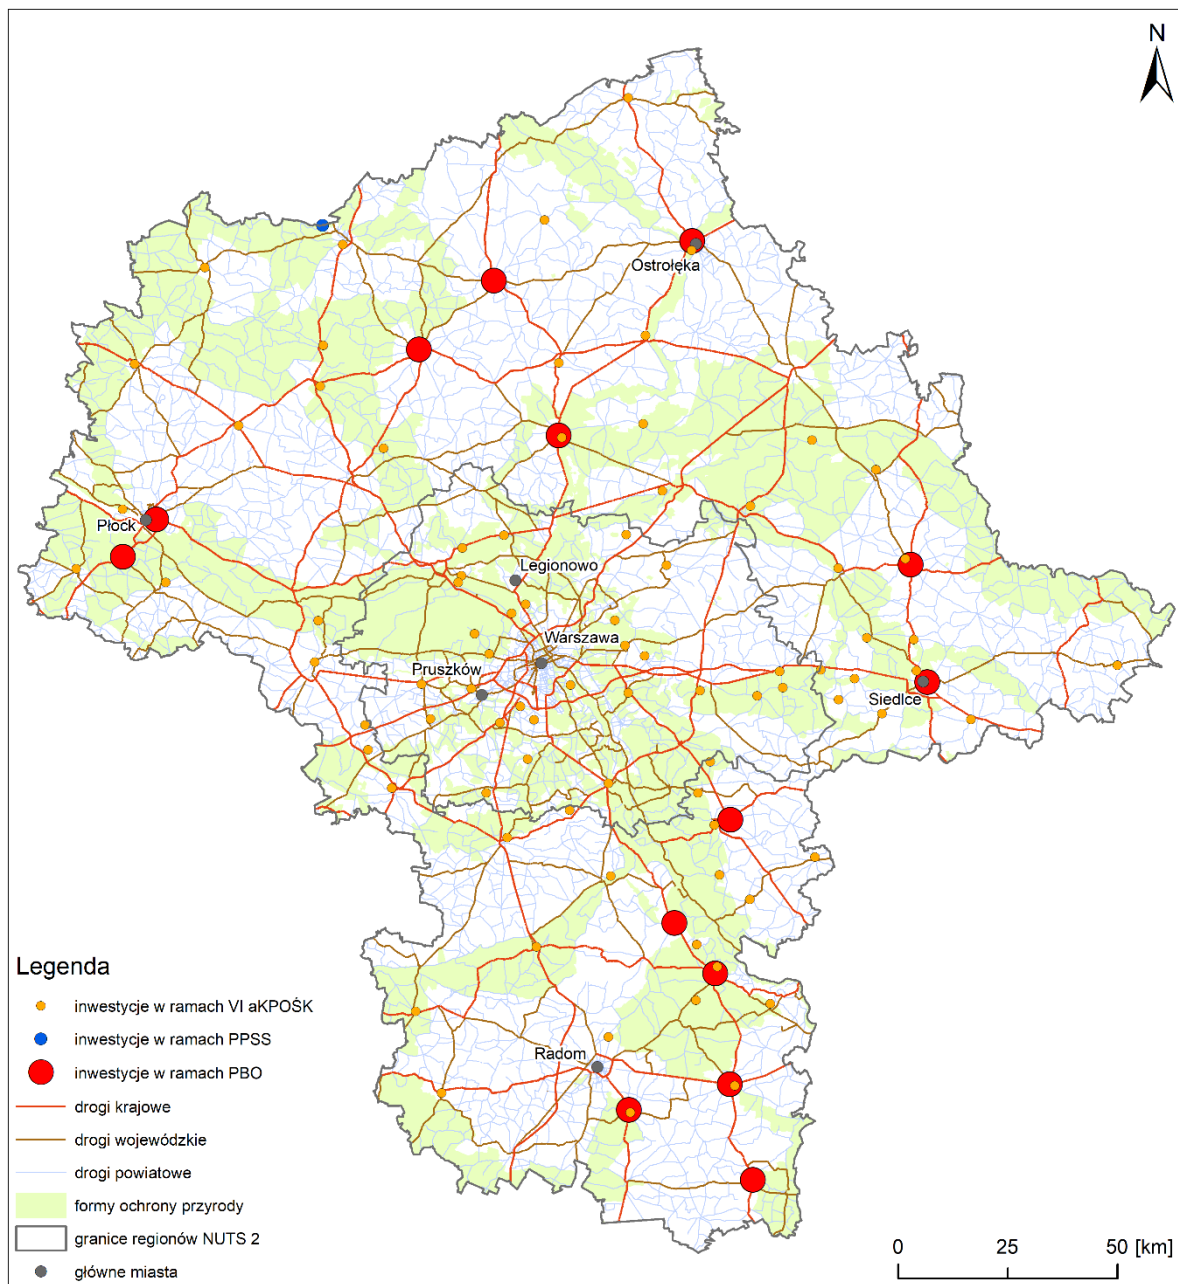 N
Ostrołęka
Płock
Legionowo
Warszawa
Pruszków
Siedlce
Radom
Legenda
inwestycje w ramach VI aKPOŚK
inwestycje w ramach PPSS
inwestycje w ramach PBO
drogi krajowe
drogi wojewódzkie
drogi powiatowe
formy ochrony przyrody
granice regionów NUTS 2
główne miasta
0 25 50 [km]